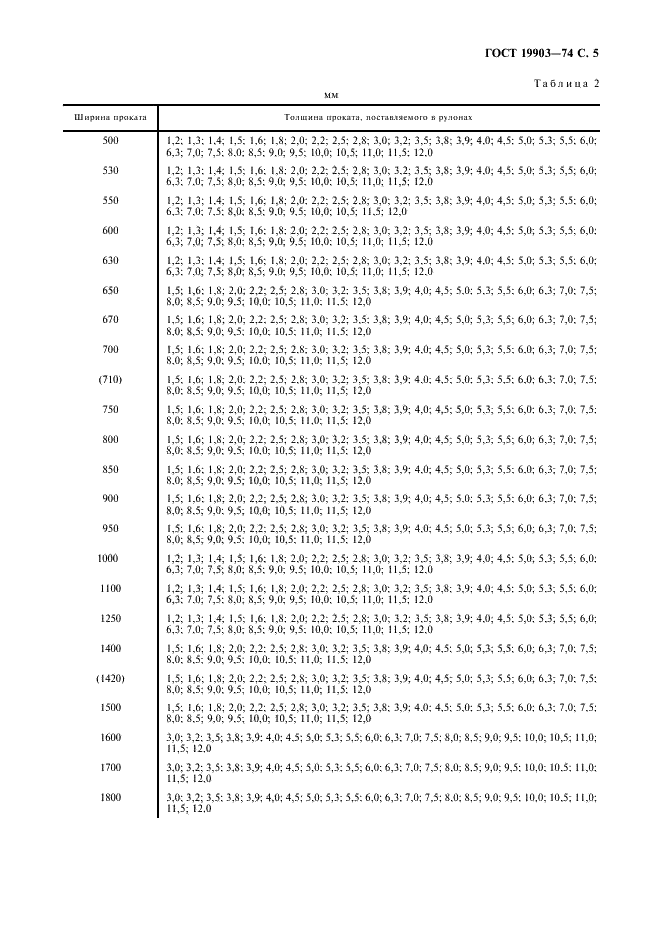 ГОСТ 19903—74 С. 5
Таблица 2
мм
Ширина проката Толщина проката, поставляемого в рулонах
500 1,2; 1,3; 1,4; 1,5; 1,6; 1,8; 2,0; 2,2; 2,5; 2,8; 3,0; 3,2; 3,5; 3,8; 3,9; 4,0; 4,5; 5,0; 5,3; 5,5; 6,0;
6,3; 7,0; 7,5; 8,0; 8,5; 9,0; 9,5; 10,0; 10,5; 11,0; 11,5; 12,0
530 1,2; 1,3; 1,4; 1,5; 1,6; 1,8; 2,0; 2,2; 2,5; 2,8; 3,0; 3,2; 3,5; 3,8; 3,9; 4,0; 4,5; 5,0; 5,3; 5,5; 6,0;
6,3; 7,0; 7,5; 8,0; 8,5; 9,0; 9,5; 10,0; 10,5; 11,0; 11,5; 12,0
550 1,2; 1,3; 1,4; 1,5; 1,6; 1,8; 2,0; 2,2; 2,5; 2,8; 3,0; 3,2; 3,5; 3,8; 3,9; 4,0; 4,5; 5,0; 5,3; 5,5; 6,0;
6,3; 7,0; 7,5; 8,0; 8,5; 9,0; 9,5; 10,0; 10,5; 11,5; 11,5; 12,0
600 1,2; 1,3; 1,4; 1,5; 1,6; 1,8; 2,0; 2,2; 2,5; 2,8; 3,0; 3,2; 3,5; 3,8; 3,9; 4,0; 4,5; 5,0; 5,3; 5,5; 6,0;
6,3; 7,0; 7,5; 8,0; 8,5; 9,0; 9,5; 10,0; 10,5; 11,0; 11,5; 12,0
630 1,2; 1,3; 1,4; 1,5; 1,6; 1,8; 2,0; 2,2; 2,5; 2,8; 3,0; 3,2; 3,5; 3,8; 3,9; 4,0; 4,5; 5,0; 5,3; 5,5; 6,0;
6,3; 7,0; 7,5; 8,0; 8,5; 9,0; 9,5; 10,0; 10,5; 11,0; 11,5; 12,0
650 1,5; 1,6; 1,8; 2,0; 2,2; 2,5; 2,8; 3,0; 3,2; 3,5; 3,8; 3,9; 4,0; 4,5; 5,0; 5,3; 5,5; 6,0; 6,3; 7,0; 7,5;
8,0; 8,5; 9,0; 9,5; 10,0; 10,5; 11,0; 11,5; 12,0
670 1,5; 1,6; 1,8; 2,0; 2,2; 2,5; 2,8; 3,0; 3,2; 3,5; 3,8; 3,9; 4,0; 4,5; 5,0; 5,3; 5,5; 6,0; 6,3; 7,0; 7,5;
8,0; 8,5; 9,0; 9,5; 10,0; 10,5; 11,0; 11,5; 12,0
700 1,5; 1,6; 1,8; 2,0; 2,2; 2,5; 2,8; 3,0; 3,2; 3,5; 3,8; 3,9; 4,0; 4,5; 5,0; 5,3; 5,5; 6,0; 6,3; 7,0; 7,5;
8,0; 8,5; 9,0; 9,5; 10,0; 10,5; 11,0; 11,5; 12,0
(710) 1,5; 1,6; 1,8; 2,0; 2,2; 2,5; 2,8; 3,0; 3,2; 3,5; 3,8; 3,9; 4,0; 4,5; 5,0; 5,3; 5,5; 6,0; 6,3; 7,0; 7,5;
8,0; 8,5; 9,0; 9,5; 10,0; 10,5; 11,0; 11,5; 12,0
750 1,5; 1,6; 1,8; 2,0; 2,2; 2,5; 2,8; 3,0; 3,2; 3,5; 3,8; 3,9; 4,0; 4,5; 5,0; 5,3; 5,5; 6,0; 6,3; 7,0; 7,5;
8,0; 8,5; 9,0; 9,5; 10,0; 10,5; 11,0; 11,5; 12,0
800 1,5; 1,6; 1,8; 2,0; 2,2; 2,5; 2,8; 3,0; 3,2; 3,5; 3,8; 3,9; 4,0; 4,5; 5,0; 5,3; 5,5; 6,0; 6,3; 7,0; 7,5;
8,0; 8,5; 9,0; 9,5; 10,0; 10,5; 11,0; 11,5; 12,0
850 1,5; 1,6; 1,8; 2,0; 2,2; 2,5; 2,8; 3,0; 3,2; 3,5; 3,8; 3,9; 4,0; 4,5; 5,0; 5,3; 5,5; 6,0; 6,3; 7,0; 7,5;
8,0; 8,5; 9,0; 9,5; 10,0; 10,5; 11,0; 11,5; 12,0
900 1,5; 1,6; 1,8; 2,0; 2,2; 2,5; 2,8; 3,0; 3,2; 3,5; 3,8; 3,9; 4,0; 4,5; 5,0; 5,3; 5,5; 6,0; 6,3; 7,0; 7,5;
8,0; 8,5; 9,0; 9,5; 10,0; 10,5; 11,0; 11,5; 12,0
950 1,5; 1,6; 1,8; 2,0; 2,2; 2,5; 2,8; 3,0; 3,2; 3,5; 3,8; 3,9; 4,0; 4,5; 5,0; 5,3; 5,5; 6,0; 6,3; 7,0; 7,5;
8,0; 8,5; 9,0; 9,5; 10,0; 10,5; 11,0; 11,5; 12,0
1000 1,2; 1,3; 1,4; 1,5; 1,6; 1,8; 2,0; 2,2; 2,5; 2,8; 3,0; 3,2; 3,5; 3,8; 3,9; 4,0; 4,5; 5,0; 5,3; 5,5; 6,0;
6,3; 7,0; 7,5; 8,0; 8,5; 9,0; 9,5; 10,0; 10,5; 11,0; 11,5; 12,0
1100 1,2; 1,3; 1,4; 1,5; 1,6; 1,8; 2,0; 2,2; 2,5; 2,8; 3,0; 3,2; 3,5; 3,8; 3,9; 4,0; 4,5; 5,0; 5,3; 5,5; 6,0;
6,3; 7,0; 7,5; 8,0; 8,5; 9,0; 9,5; 10,0; 10,5; 11,0; 11,5; 12,0
1250 1,2; 1,3; 1,4; 1,5; 1,6; 1,8; 2,0; 2,2; 2,5; 2,8; 3,0; 3,2; 3,5; 3,8; 3,9; 4,0; 4,5; 5,0; 5,3; 5,5; 6,0;
6,3; 7,0; 7,5; 8,0; 8,5; 9,0; 9,5; 10,0; 10,5; 11,0; 11,5; 12,0
1400 1,5; 1,6; 1,8; 2,0; 2,2; 2,5; 2,8; 3,0; 3,2; 3,5; 3,8; 3,9; 4,0; 4,5; 5,0; 5,3; 5,5; 6,0; 6,3; 7,0; 7,5;
8,0; 8,5; 9,0; 9,5; 10,0; 10,5; 11,0; 11,5; 12,0
(1420) 1,5; 1,6; 1,8; 2,0; 2,2; 2,5; 2,8; 3,0; 3,2; 3,5; 3,8; 3,9; 4,0; 4,5; 5,0; 5,3; 5,5; 6,0; 6,3; 7,0; 7,5;
8,0; 8,5; 9,0; 9,5; 10,0; 10,5; 11,0; 11,5; 12,0
1500 1,5; 1,6; 1,8; 2,0; 2,2; 2,5; 2,8; 3,0; 3,2; 3,5; 3,8; 3,9; 4,0; 4,5; 5,0; 5,3; 5,5; 6,0; 6,3; 7,0; 7,5;
8,0; 8,5; 9,0; 9,5; 10,0; 10,5; 11,0; 11,5; 12,0
1600 3,0; 3,2; 3,5; 3,8; 3,9; 4,0; 4,5; 5,0; 5,3; 5,5; 6,0; 6,3; 7,0; 7,5; 8,0; 8,5; 9,0; 9,5; 10,0; 10,5; 11,0;
11,5; 12,0
1700 3,0; 3,2; 3,5; 3,8; 3,9; 4,0; 4,5; 5,0; 5,3; 5,5; 6,0; 6,3; 7,0; 7,5; 8,0; 8,5; 9,0; 9,5; 10,0; 10,5; 11,0;
11,5; 12,0
1800 3,0; 3,2; 3,5; 3,8; 3,9; 4,0; 4,5; 5,0; 5,3; 5,5; 6,0; 6,3; 7,0; 7,5; 8,0; 8,5; 9,0; 9,5; 10,0; 10,5; 11,0;
11,5; 12,0